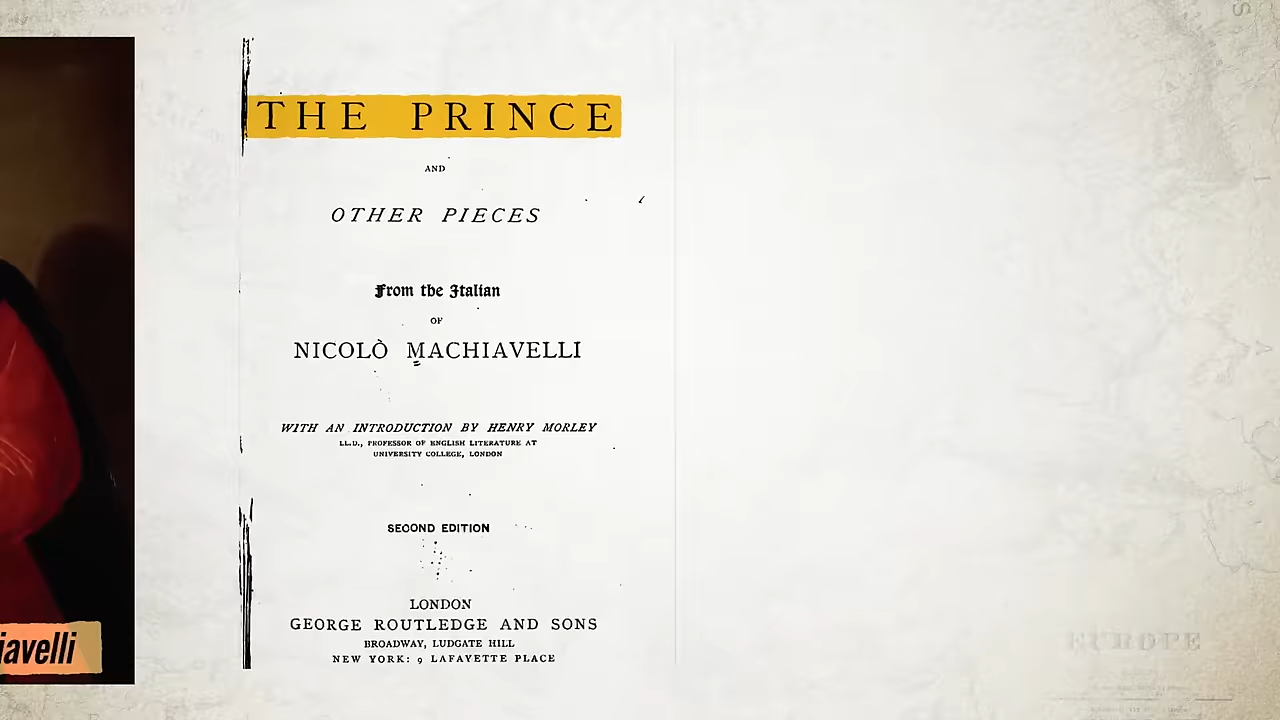 THE PRINCE
AND
OTHER PIECES
From the Italian
OF
NICOLÒ MACHIAVELLI
WITH AN INTRODUCTION BY HENRY MORLEY
LL.D., PROFESSOR OF ENGLISH LITERATURE AT
UNIVERSITY COLLEGE, LONDON
SECOND EDITION
LONDON
GEORGE ROUTLEDGE AND SONS
BROADWAY, LUDGATE HILL
NEW YORK: 9 LAFAYETTE PLACE
iavelli
EUROPE